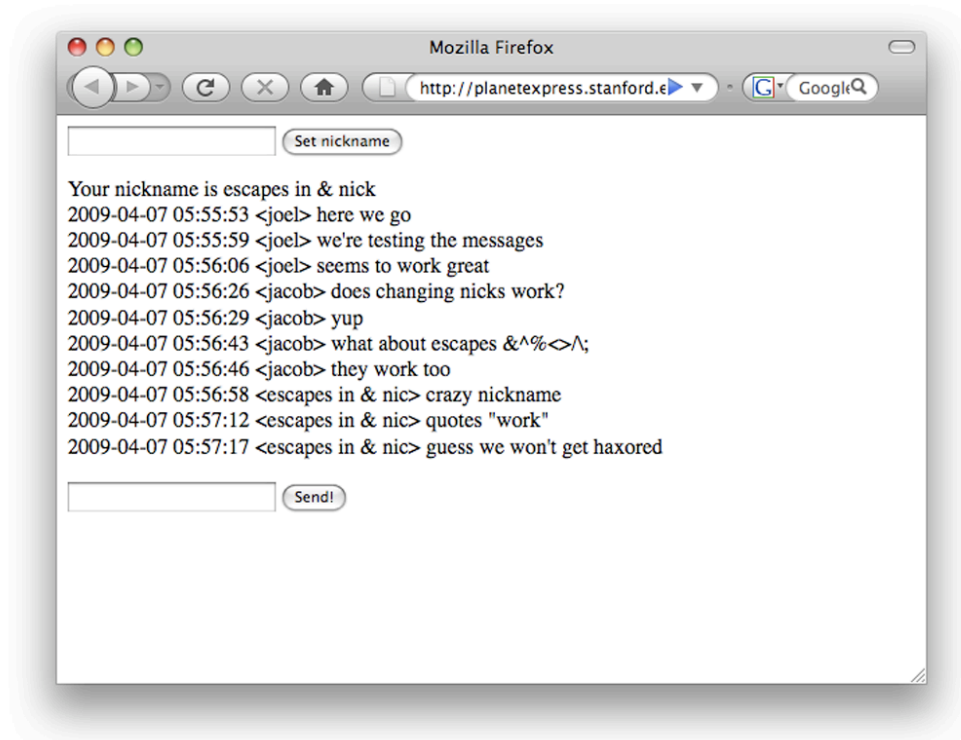 Mozilla Firefox
http://planetexpress.stanford.e
G Google
Set nickname
Your nickname is escapes in & nick
2009-04-07 05:55:53 <joel> here we go
2009-04-07 05:55:59 <joel> we're testing the messages
2009-04-07 05:56:06 <joel> seems to work great
2009-04-07 05:56:26 <jacob> does changing nicks work?
2009-04-07 05:56:29 <jacob> yup
2009-04-07 05:56:43 <jacob> what about escapes &^%<>/\;
2009-04-07 05:56:46 <jacob> they work too
2009-04-07 05:56:58 <escapes in & nic> crazy nickname
2009-04-07 05:57:12 <escapes in & nic> quotes "work"
2009-04-07 05:57:17 <escapes in & nic> guess we won't get haxored
Send!